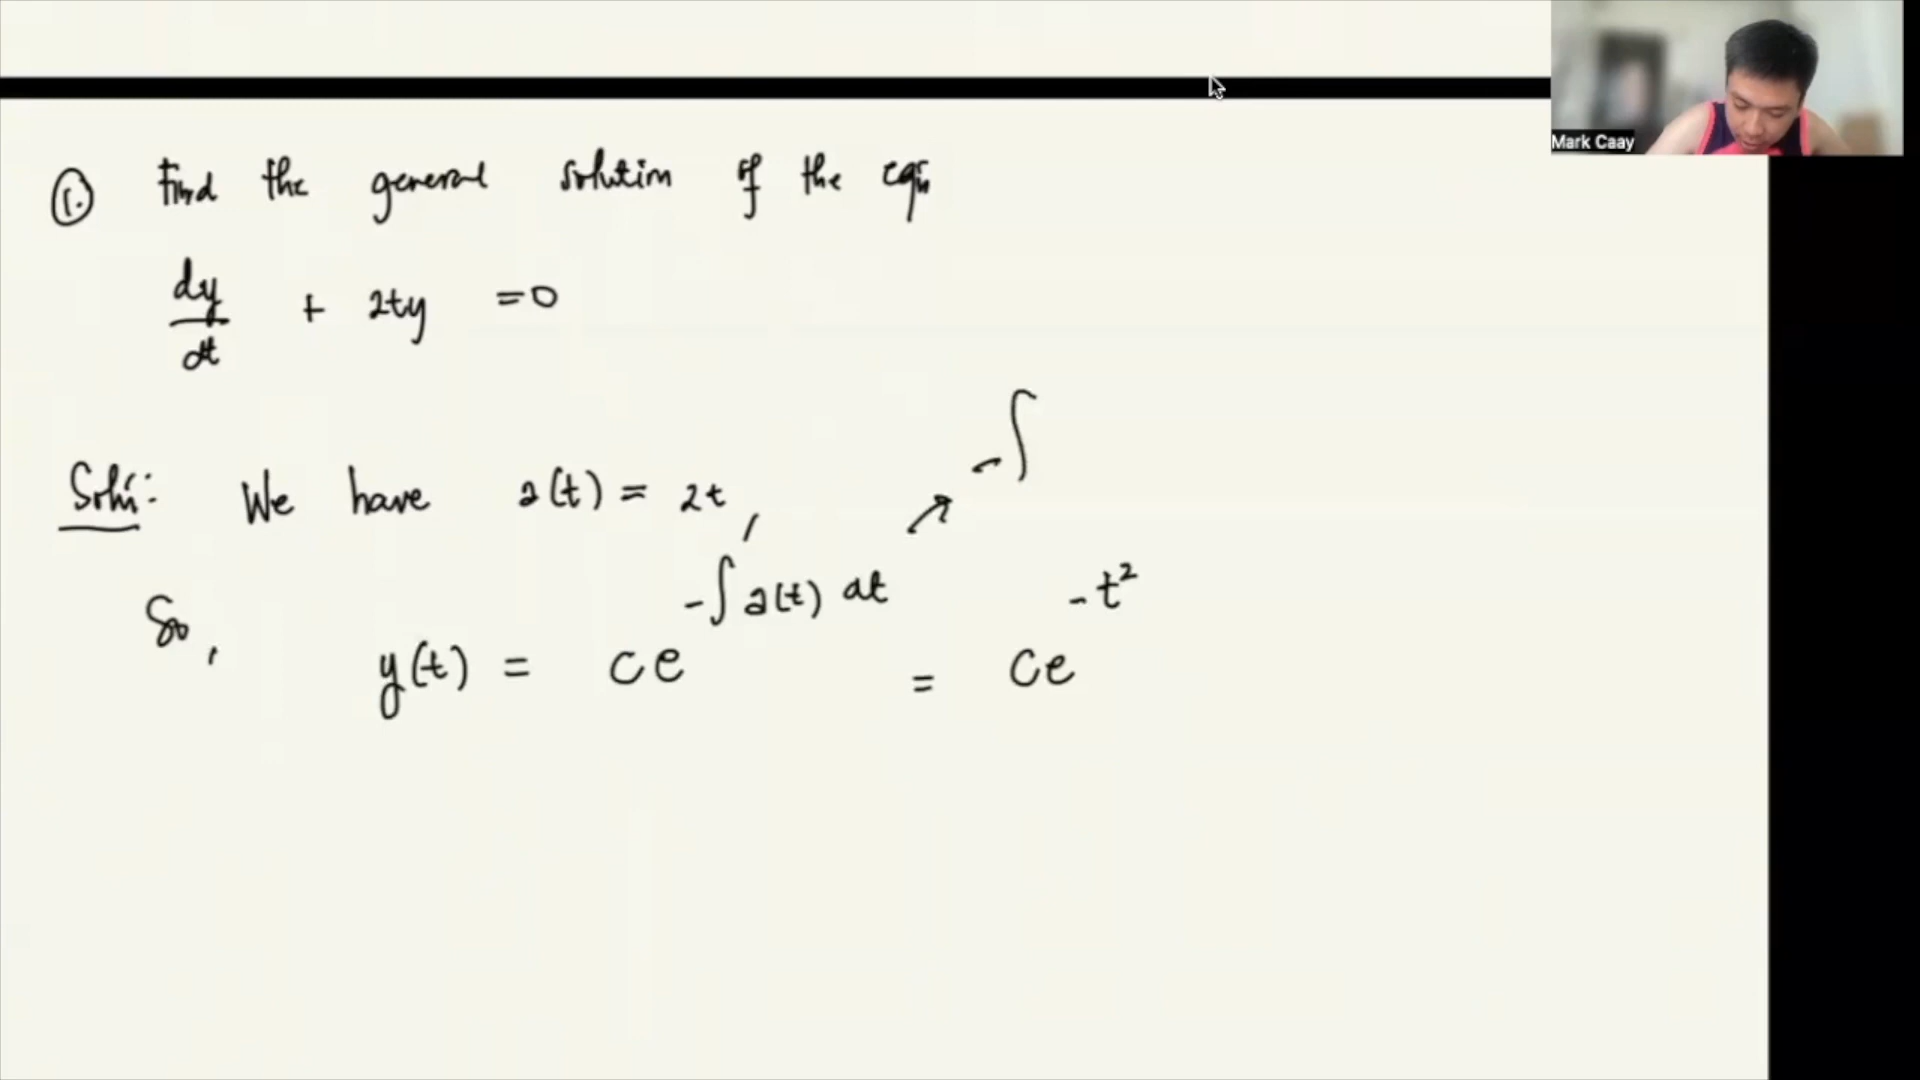 Mark Caay
①. Find the general solution of the eqn
dy/dt + 2ty = 0
Soln: We have a(t) = 2t,
- ∫
So, y(t) = ce^{-∫a(t) dt} = Ce^{-t²}